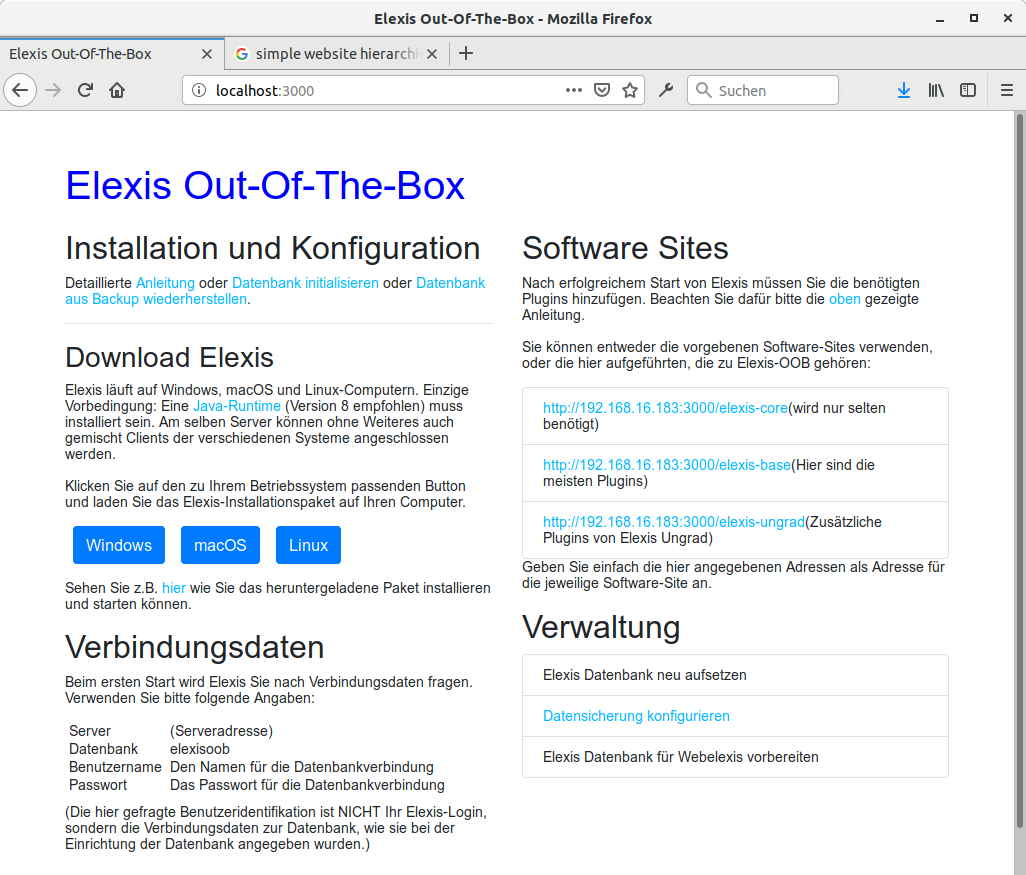 Elexis Out-Of-The-Box - Mozilla Firefox
Elexis Out-Of-The-Box
simple website hierarchi
localhost:3000
Suchen
Elexis Out-Of-The-Box
Installation und Konfiguration
Detaillierte Anleitung oder Datenbank initialisieren oder Datenbank
aus Backup wiederherstellen.
Download Elexis
Elexis läuft auf Windows, macOS und Linux-Computern. Einzige
Vorbedingung: Eine Java-Runtime (Version 8 empfohlen) muss
installiert sein. Am selben Server können ohne Weiteres auch
gemischt Clients der verschiedenen Systeme angeschlossen
werden.
Klicken Sie auf den zu Ihrem Betriebssystem passenden Button
und laden Sie das Elexis-Installationspaket auf Ihren Computer.
Windows
macOS
Linux
Sehen Sie z.B. hier wie Sie das heruntergeladene Paket installieren
und starten können.
Verbindungsdaten
Beim ersten Start wird Elexis Sie nach Verbindungsdaten fragen.
Verwenden Sie bitte folgende Angaben:
Server (Serveradresse)
Datenbank elexisoob
Benutzername Den Namen für die Datenbankverbindung
Passwort Das Passwort für die Datenbankverbindung
(Die hier gefragte Benutzeridentifikation ist NICHT Ihr Elexis-Login,
sondern die Verbindungsdaten zur Datenbank, wie sie bei der
Einrichtung der Datenbank angegeben wurden.)
Software Sites
Nach erfolgreichem Start von Elexis müssen Sie die benötigten
Plugins hinzufügen. Beachten Sie dafür bitte die oben gezeigte
Anleitung.
Sie können entweder die vorgebenen Software-Sites verwenden,
oder die hier aufgeführten, die zu Elexis-OOB gehören:
http://192.168.16.183:3000/elexis-core(wird nur selten
benötigt)
http://192.168.16.183:3000/elexis-base(Hier sind die
meisten Plugins)
http://192.168.16.183:3000/elexis-ungrad(Zusätzliche
Plugins von Elexis Ungrad)
Geben Sie einfach die hier angegebenen Adressen als Adresse für
die jeweilige Software-Site an.
Verwaltung
Elexis Datenbank neu aufsetzen
Datensicherung konfigurieren
Elexis Datenbank für Webelexis vorbereiten